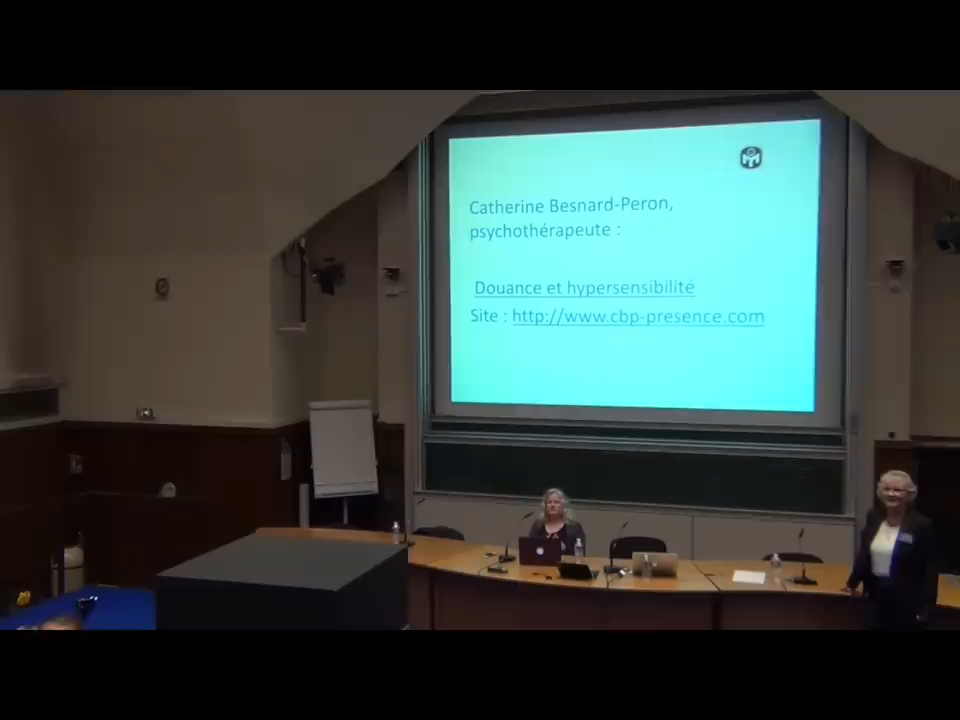 Catherine Besnard-Peron,
psychothérapeute :
Douance et hypersensibilité
Site : http://www.cbp-presence.com